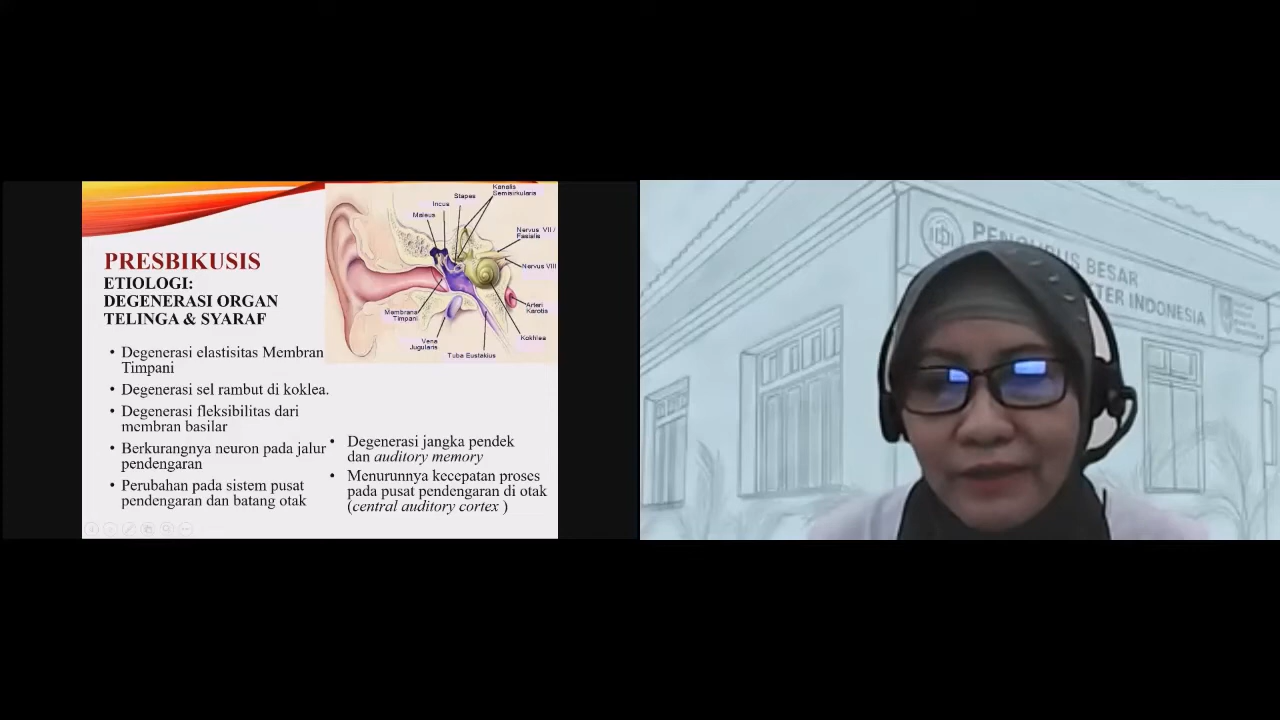 PRESBIKUSIS
ETIOLOGI:
DEGENERASI ORGAN
TELINGA & SYARAF
• Degenerasi elastisitas Membran
Timpani
• Degenerasi sel rambut di koklea.
• Degenerasi fleksibilitas dari
membran basilar
• Berkurangnya neuron pada jalur
pendengaran
• Perubahan pada sistem pusat
pendengaran dan batang otak
• Degenerasi jangka pendek
dan auditory memory
• Menurunnya kecepatan proses
pada pusat pendengaran di otak
(central auditory cortex )
Kanalis
Semisirkularis
Stapes
Incus
Maleus
Nervus VII /
Fasialis
Nervus VIII
Arteri
Karotis
Kokhlea
Membrana
Timpani
Vena
Jugularis
Tuba Eustakius
BESAR
INDONESIA